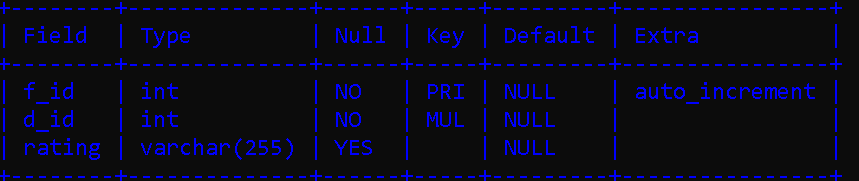 +--------+--------------+------+-----+---------+----------------+
| Field  | Type         | Null | Key | Default | Extra          |
+--------+--------------+------+-----+---------+----------------+
| f_id   | int          | NO   | PRI | NULL    | auto_increment |
| d_id   | int          | NO   | MUL | NULL    |                |
| rating | varchar(255) | YES  |     | NULL    |                |
+--------+--------------+------+-----+---------+----------------+